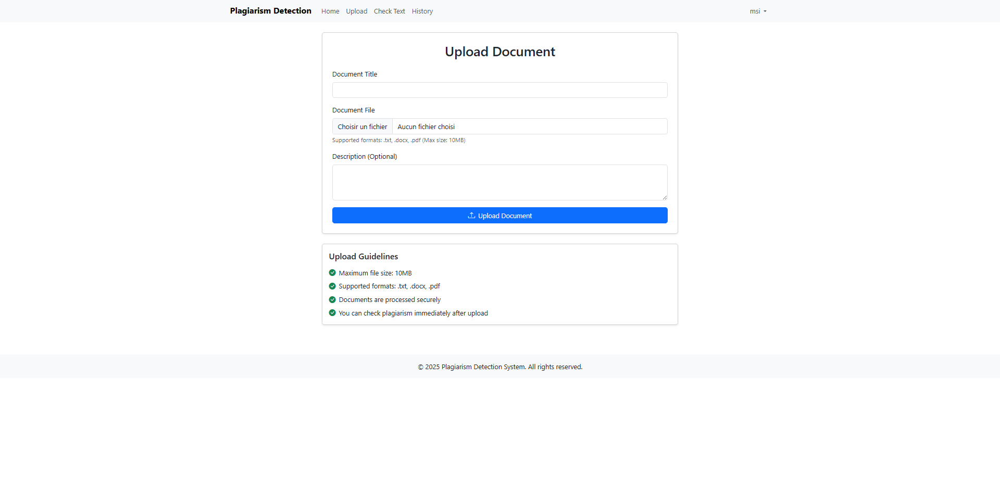 Plagiarism Detection Home Upload Check Text History msi
Upload Document
Document Title
Document File
Choisir un fichier Aucun fichier choisi
Supported formats: .txt, .docx, .pdf (Max size: 10MB)
Description (Optional)
Upload Document
Upload Guidelines
Maximum file size: 10MB
Supported formats: .txt, .docx, .pdf
Documents are processed securely
You can check plagiarism immediately after upload
© 2025 Plagiarism Detection System. All rights reserved.